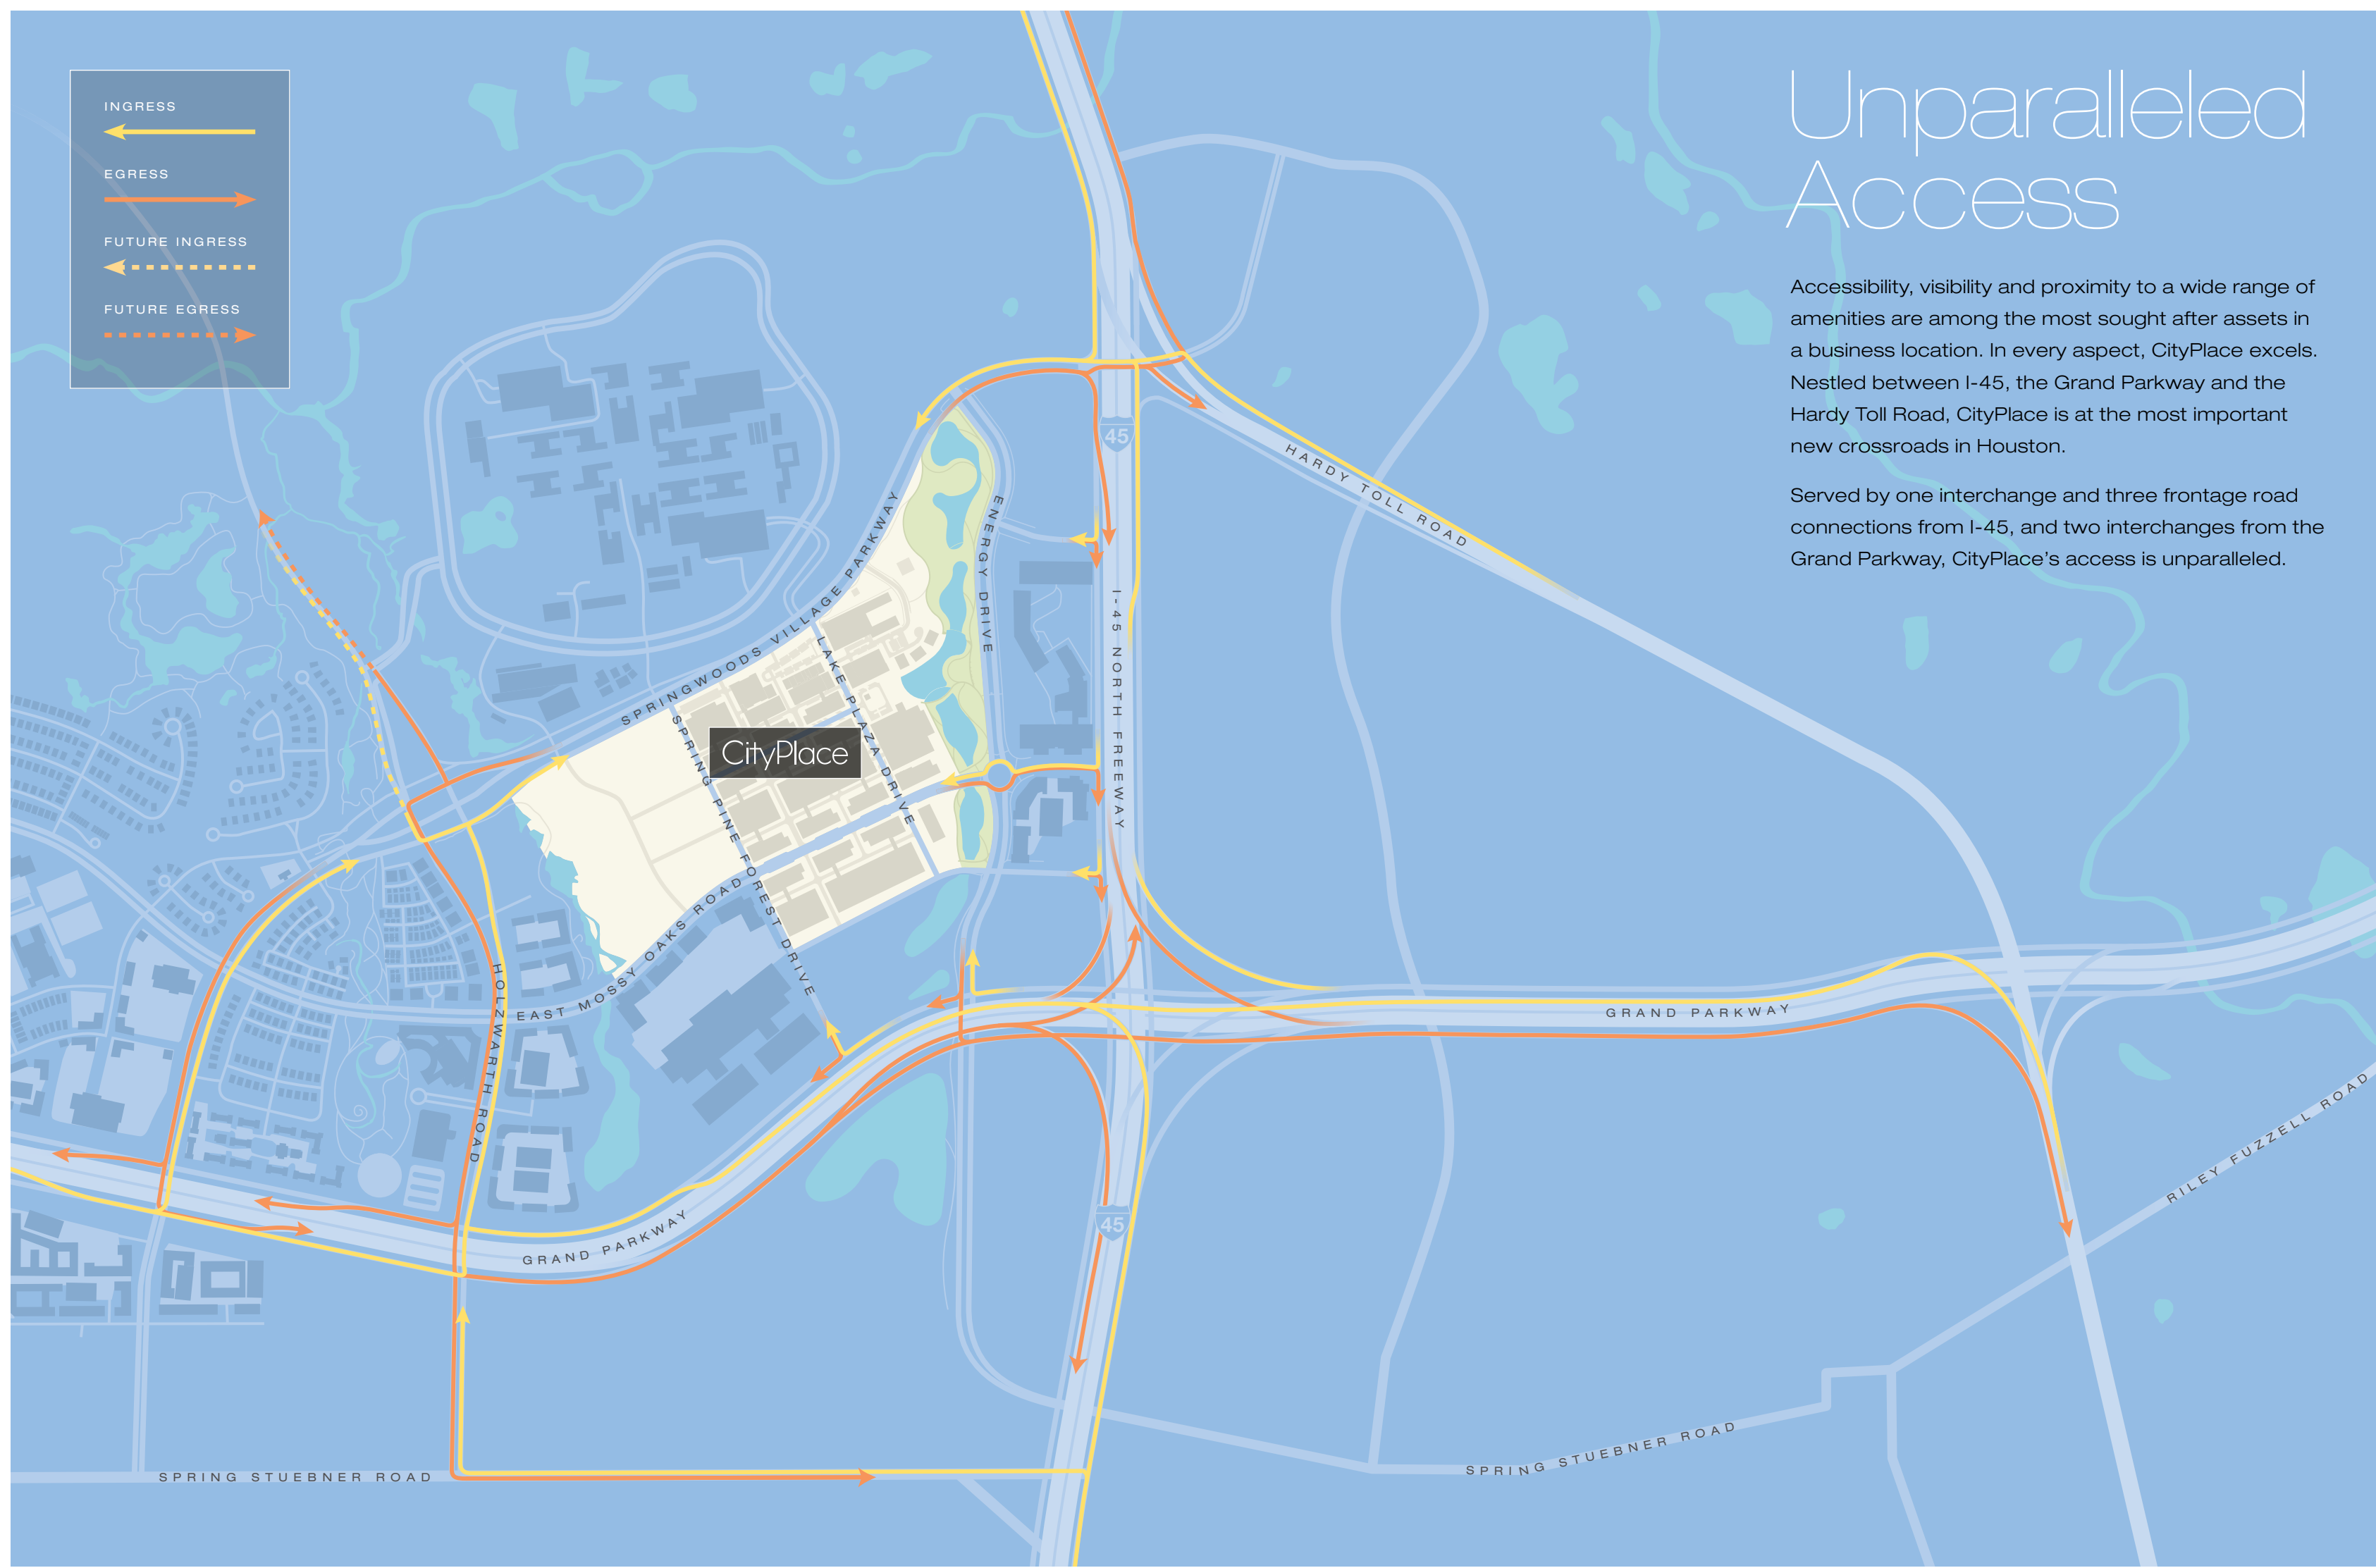 INGRESS
EGRESS
FUTURE INGRESS
FUTURE EGRESS
Unparalleled
Access
Accessibility, visibility and proximity to a wide range of
amenities are among the most sought after assets in
a business location. In every aspect, CityPlace excels.
Nestled between I-45, the Grand Parkway and the
Hardy Toll Road, CityPlace is at the most important
new crossroads in Houston.
Served by one interchange and three frontage road
connections from I-45, and two interchanges from the
Grand Parkway, CityPlace’s access is unparalleled.
45
HARDY TOLL ROAD
ENERGY DRIVE
SPRINGWOODS VILLAGE PARKWAY
I-45 NORTH FREEWAY
LAKE PLAZA DRIVE
SPRING PINE FOREST DRIVE
CityPlace
EAST MOSSY OAKS ROAD
HOLZWARTH ROAD
GRAND PARKWAY
RILEY FUZZELL ROAD
45
GRAND PARKWAY
SPRING STUEBNER ROAD
SPRING STUEBNER ROAD